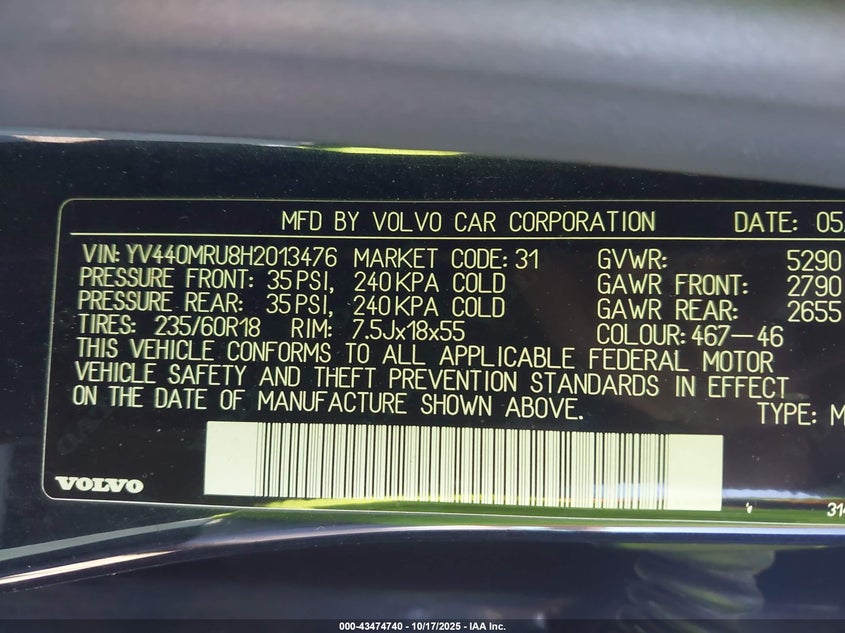 MFD BY VOLVO CAR CORPORATION DATE: 05
VIN: YV440MRU8H2013476 MARKET CODE: 31 GVWR: 5290
PRESSURE FRONT: 35 PSI, 240 KPA COLD GAWR FRONT: 2790
PRESSURE REAR: 35 PSI, 240 KPA COLD GAWR REAR: 2655
TIRES: 235/60R18 RIM: 7.5Jx18x55 COLOUR: 467-46
THIS VEHICLE CONFORMS TO ALL APPLICABLE FEDERAL MOTOR
VEHICLE SAFETY AND THEFT PREVENTION STANDARDS IN EFFECT
ON THE DATE OF MANUFACTURE SHOWN ABOVE.
TYPE: M
VOLVO
31
000-43474740 - 10/17/2025 - IAA Inc.